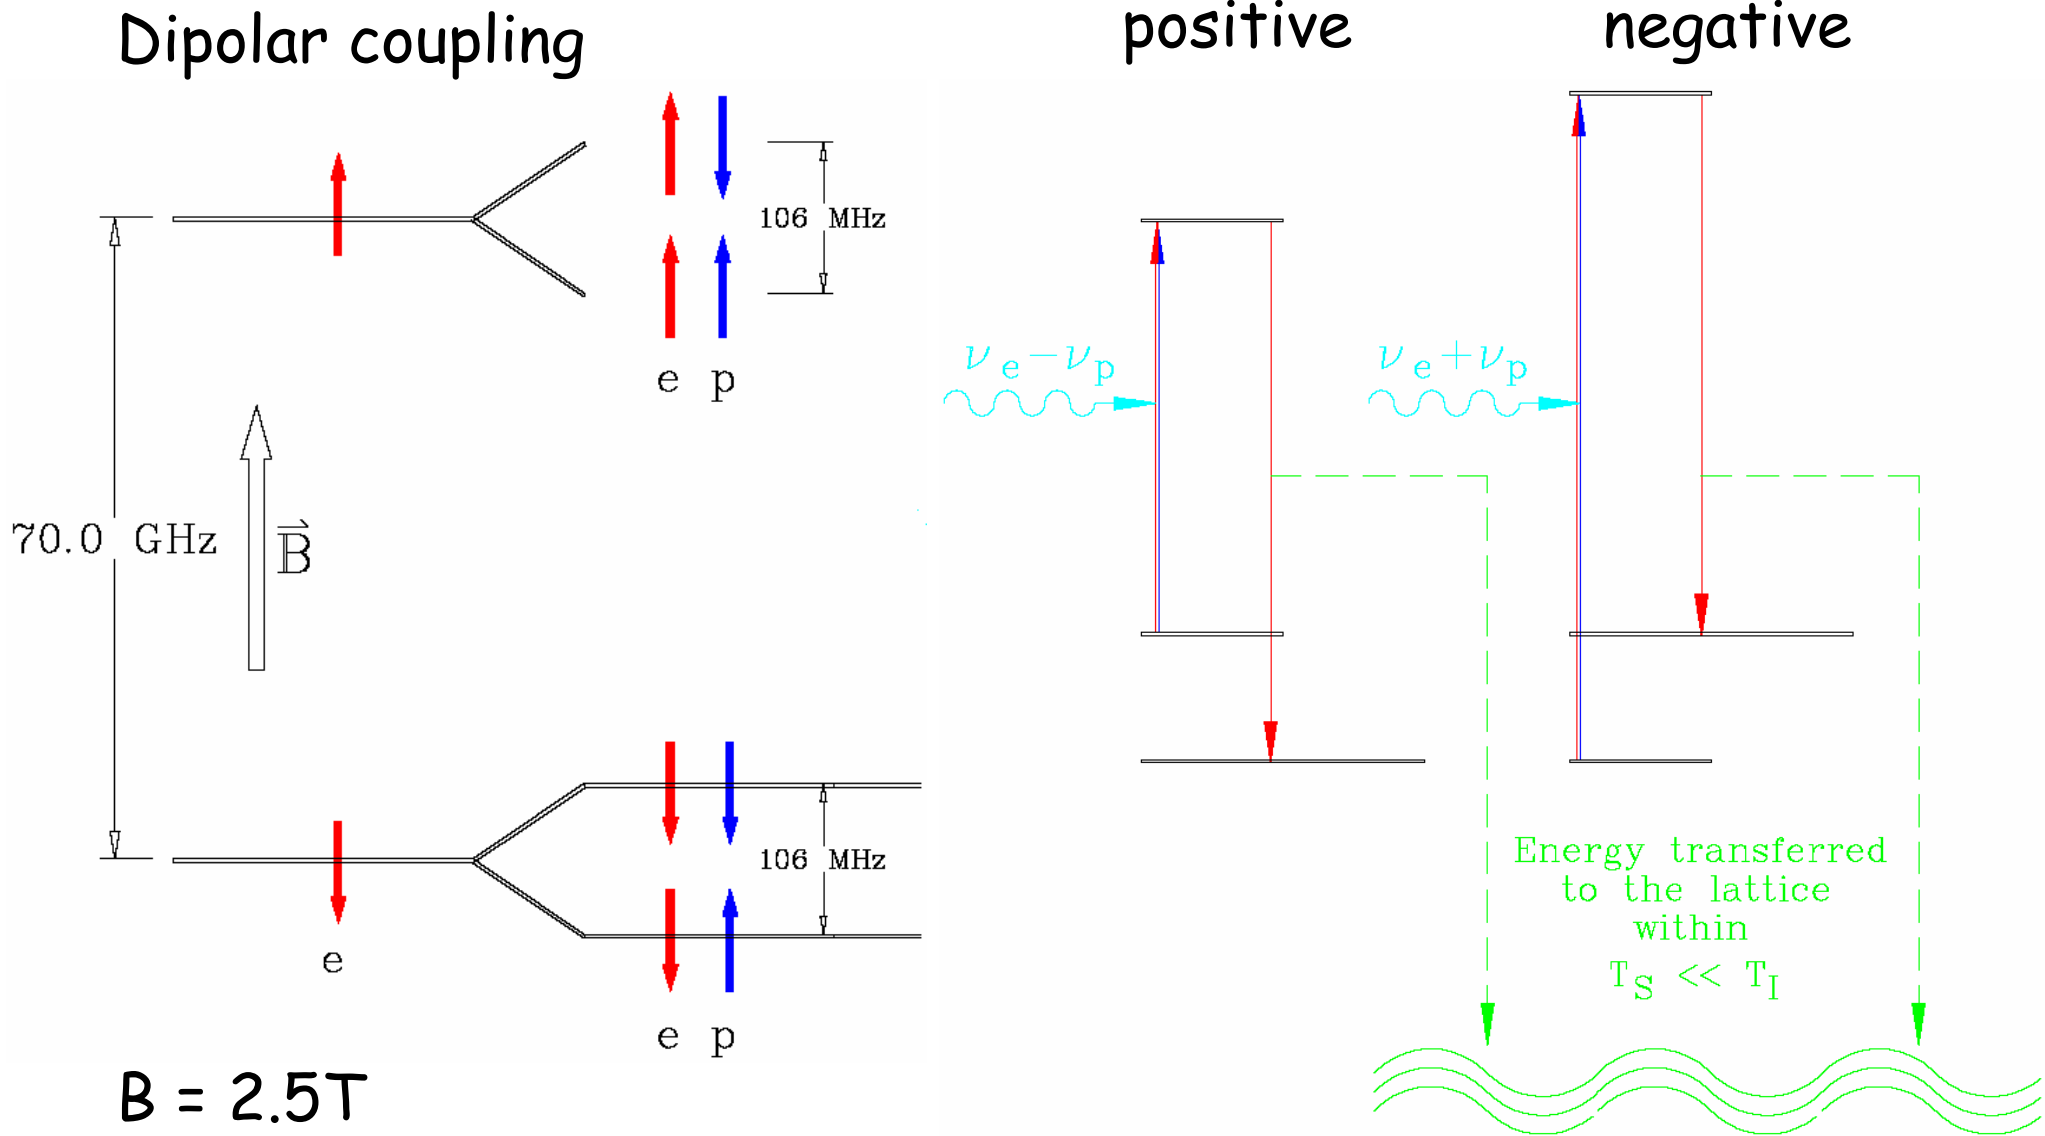 Dipolar coupling
positive
negative
106 MHz
e p
ν e−ν p
ν e+ν p
70.0 GHz
B⃗
106 MHz
e
e p
Energy transferred
to the lattice
within
T S << T I
B = 2.5T